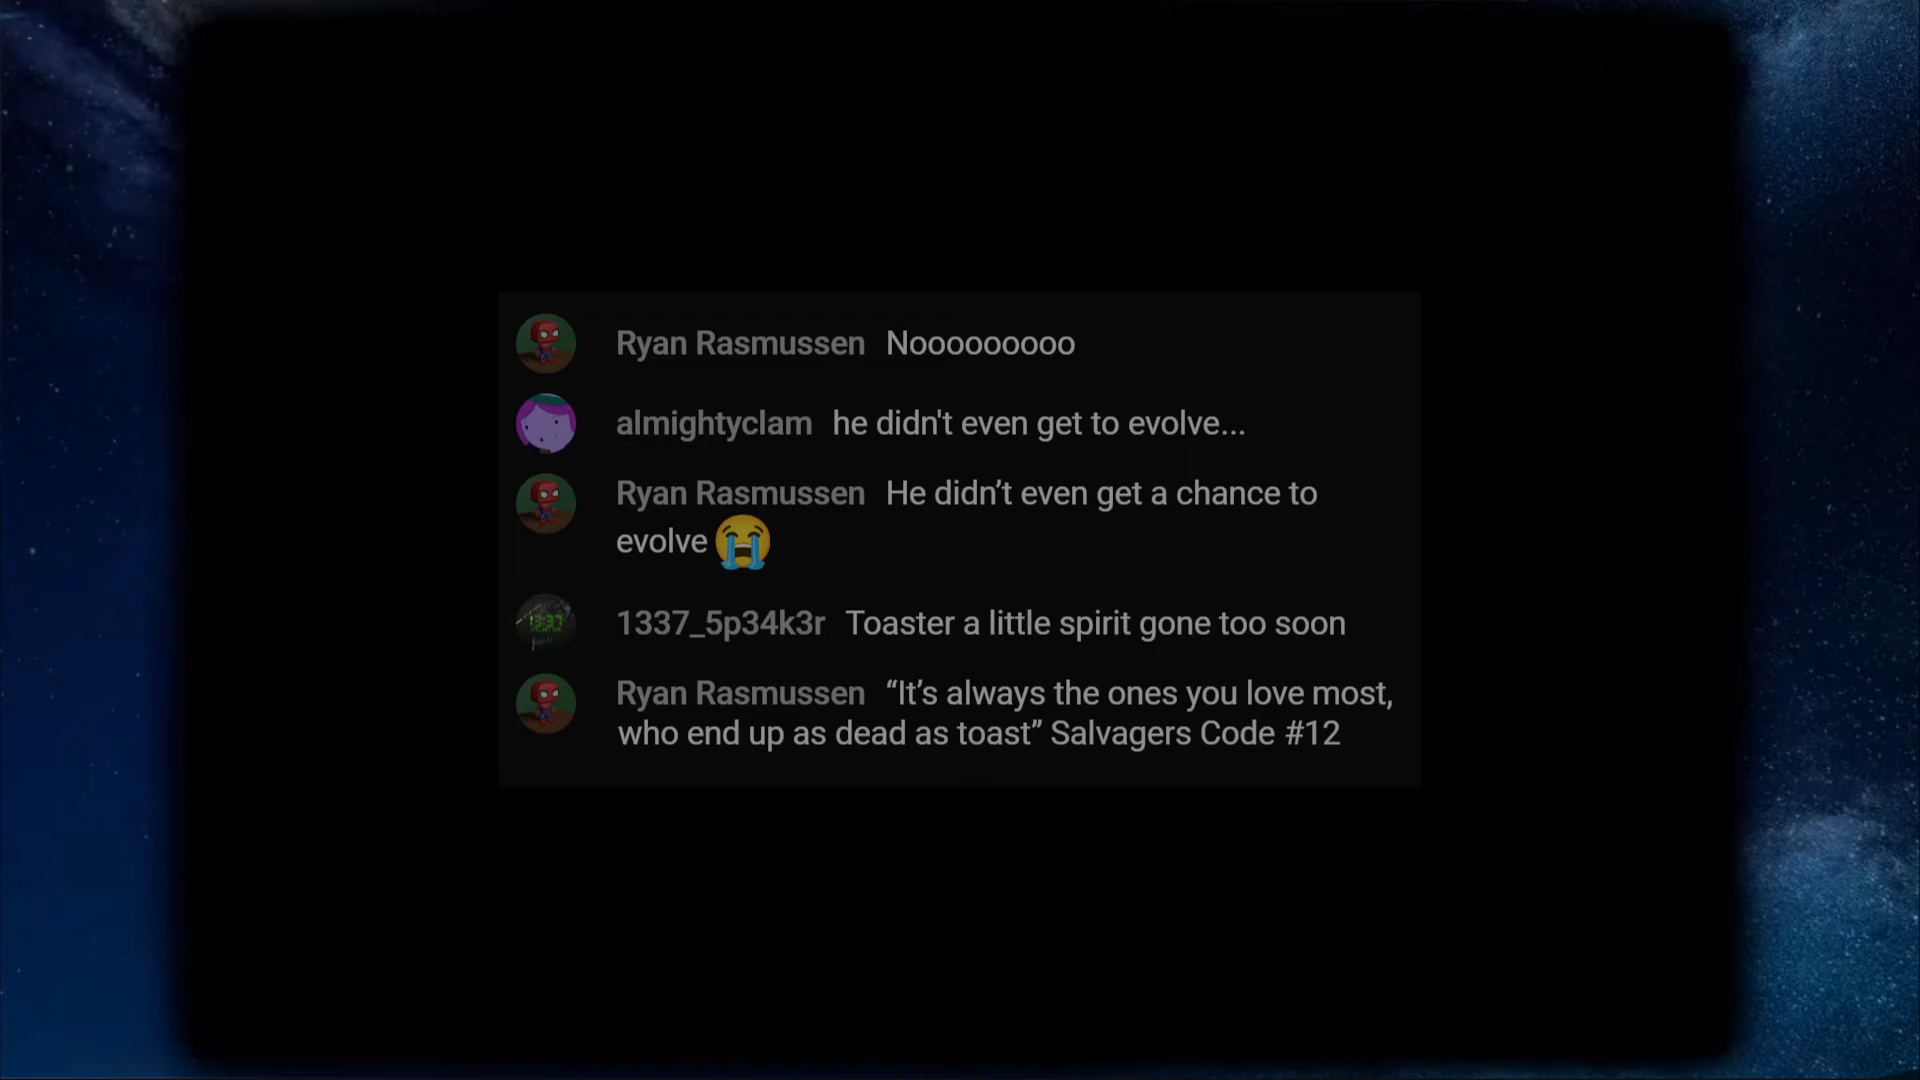 Ryan Rasmussen Nooooooooo
almightyclam he didn't even get to evolve...
Ryan Rasmussen He didn’t even get a chance to
evolve 😭
1337_5p34k3r Toaster a little spirit gone too soon
Ryan Rasmussen “It’s always the ones you love most,
who end up as dead as toast” Salvagers Code #12